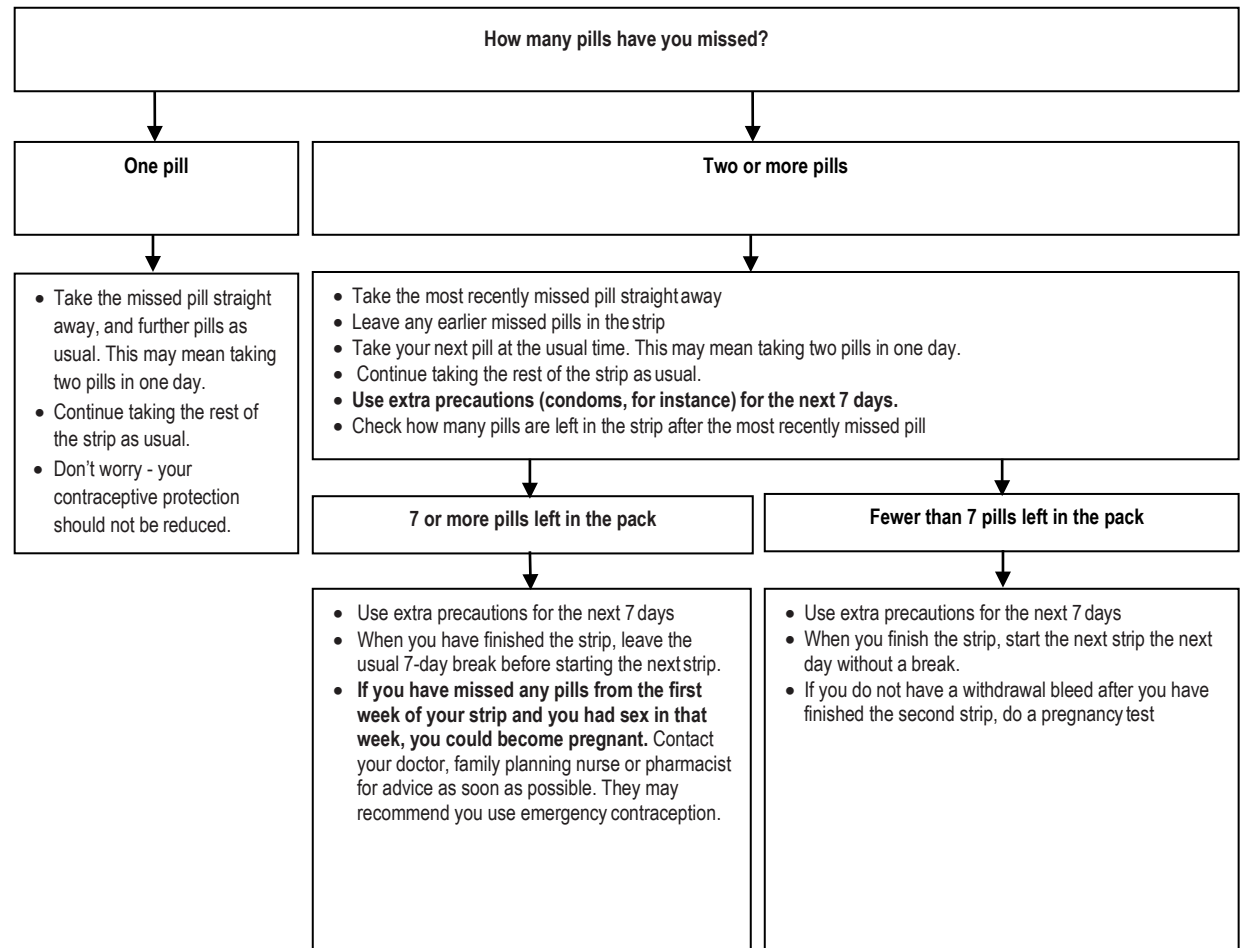 How many pills have you missed?
One pill
Two or more pills
• Take the missed pill straight
away, and further pills as
usual. This may mean taking
two pills in one day.
• Continue taking the rest of
the strip as usual.
• Don't worry - your
contraceptive protection
should not be reduced.
• Take the most recently missed pill straight away
• Leave any earlier missed pills in the strip
• Take your next pill at the usual time. This may mean taking two pills in one day.
• Continue taking the rest of the strip as usual.
• Use extra precautions (condoms, for instance) for the next 7 days.
• Check how many pills are left in the strip after the most recently missed pill
7 or more pills left in the pack
Fewer than 7 pills left in the pack
• Use extra precautions for the next 7 days
• When you have finished the strip, leave the
usual 7-day break before starting the next strip.
• If you have missed any pills from the first
week of your strip and you had sex in that
week, you could become pregnant. Contact
your doctor, family planning nurse or pharmacist
for advice as soon as possible. They may
recommend you use emergency contraception.
• Use extra precautions for the next 7 days
• When you finish the strip, start the next strip the next
day without a break.
• If you do not have a withdrawal bleed after you have
finished the second strip, do a pregnancy test